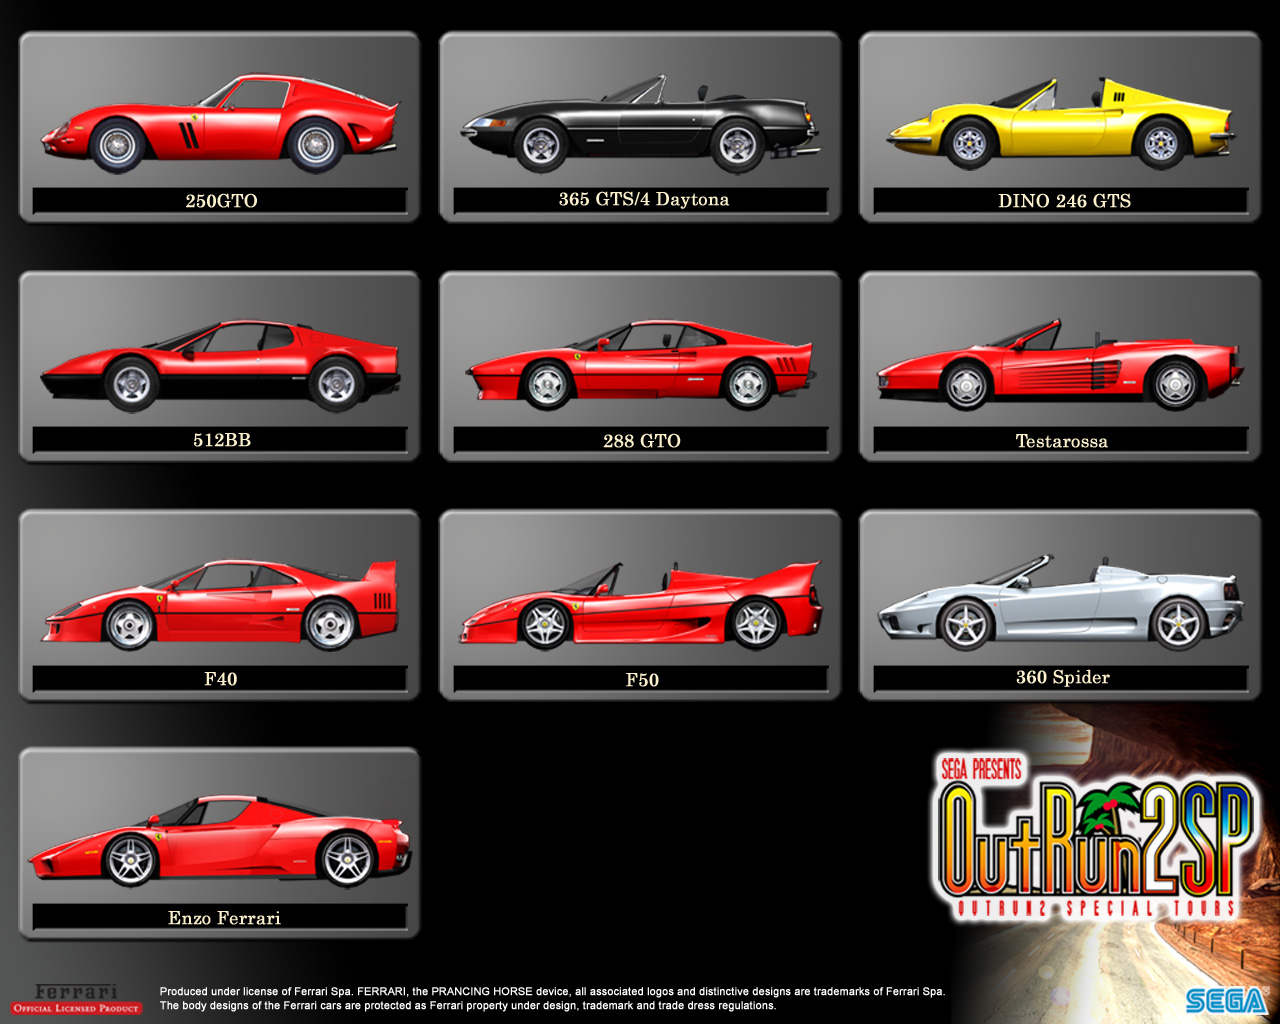 250GTO
365 GTS/4 Daytona
DINO 246 GTS
512BB
288 GTO
Testarossa
F40
F50
360 Spider
Enzo Ferrari
SEGA PRESENTS
OutRun2SP
OUTRUN2 SPECIAL TOURS
Ferrari
OFFICIAL LICENSED PRODUCT
Produced under license of Ferrari Spa. FERRARI, the PRANCING HORSE device, all associated logos and distinctive designs are trademarks of Ferrari Spa.
The body designs of the Ferrari cars are protected as Ferrari property under design, trademark and trade dress regulations.
SEGA®